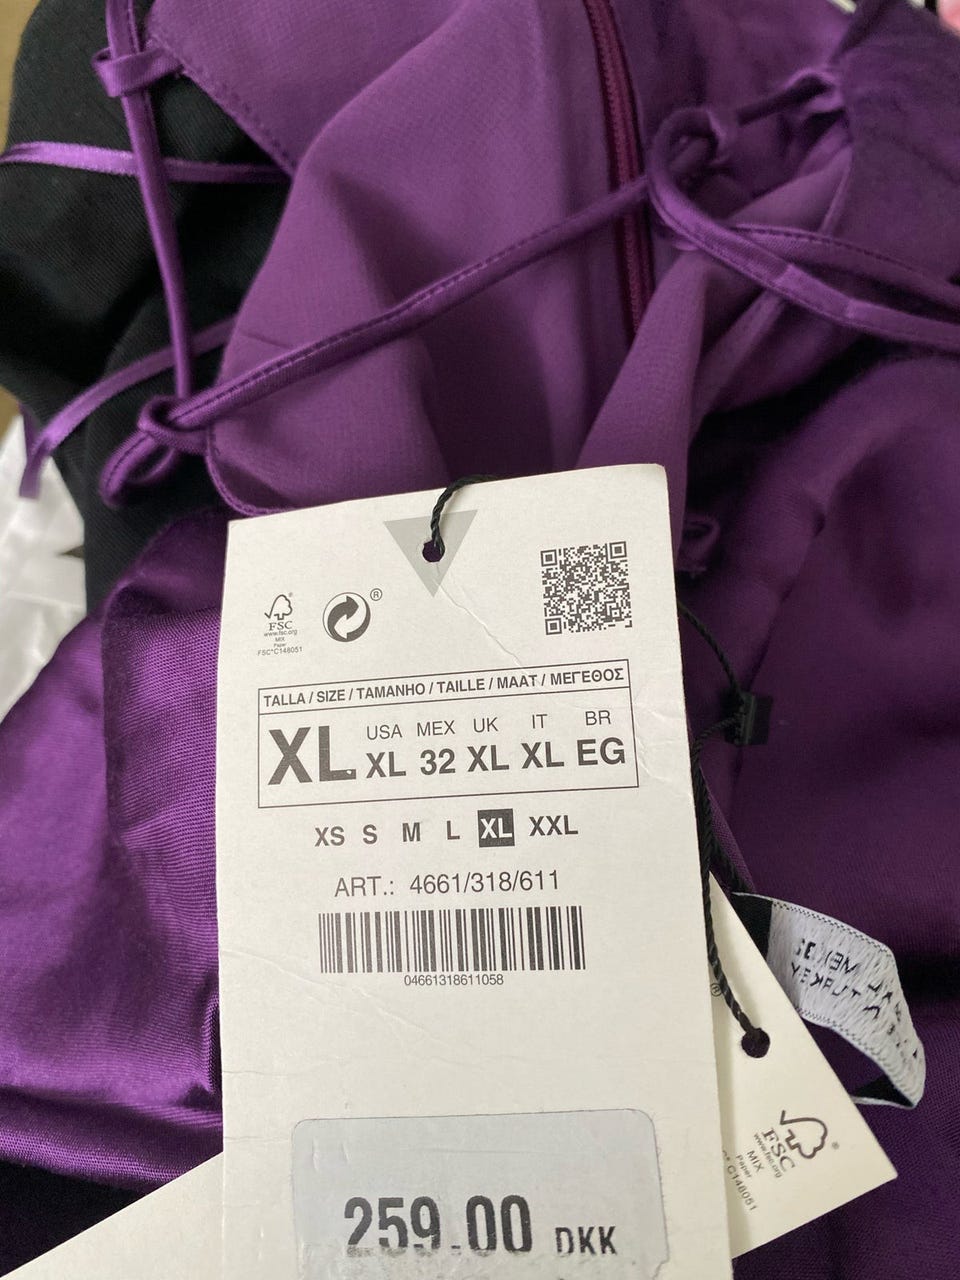 FSC
www.fsc.org
MIX
Paper
FSC® C148051
®
TALLA / SIZE / TAMANHO / TAILLE / MAAT / ΜΕΓΕΘΟΣ
XL
USA MEX UK IT BR
XL 32 XL XL EG
XS S M L XL XXL
ART.: 4661/318/611
04661318611058
259.00 DKK
®
FSC
www.fsc.org
MIX
Paper
C148051